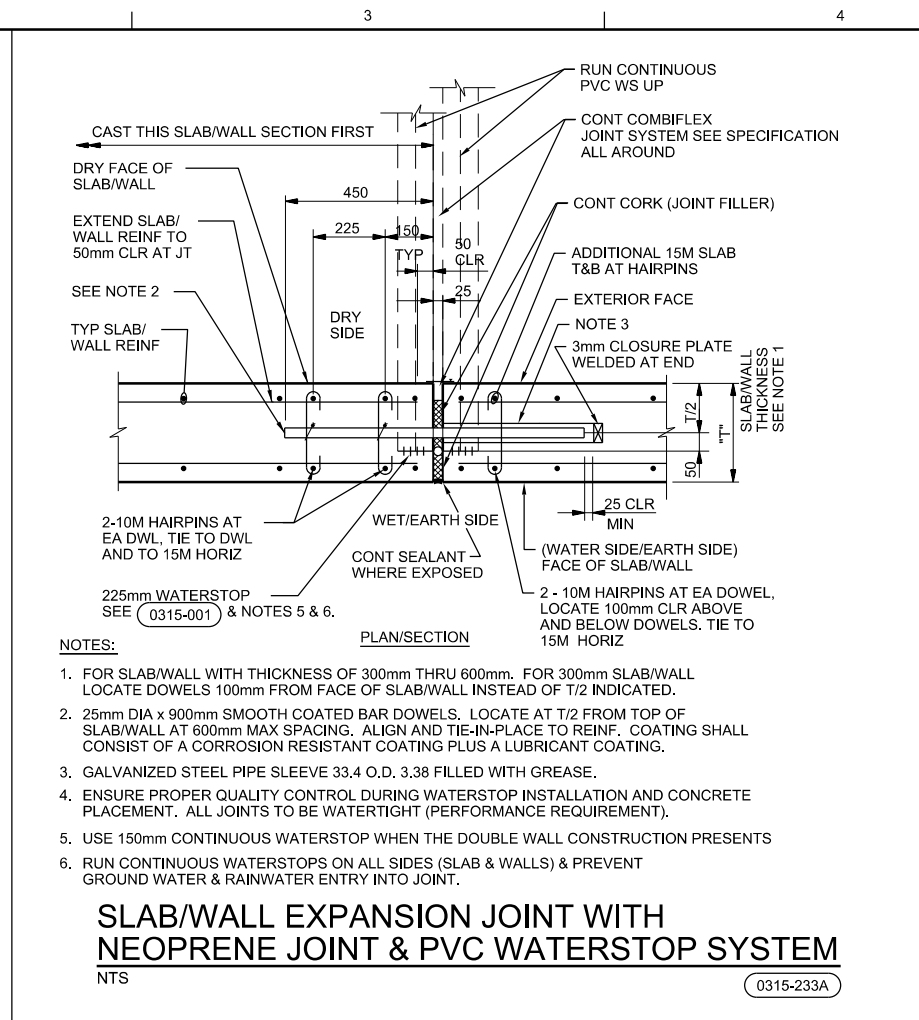 3
4
RUN CONTINUOUS
PVC WS UP
CAST THIS SLAB/WALL SECTION FIRST
CONT COMBIFLEX
JOINT SYSTEM SEE SPECIFICATION
ALL AROUND
DRY FACE OF
SLAB/WALL
450
CONT CORK (JOINT FILLER)
EXTEND SLAB/
WALL REINF TO
50mm CLR AT JT
225
150
50
CLR
TYP
ADDITIONAL 15M SLAB
T&B AT HAIRPINS
SEE NOTE 2
25
EXTERIOR FACE
DRY
SIDE
NOTE 3
TYP SLAB/
WALL REINF
3mm CLOSURE PLATE
WELDED AT END
SLAB/WALL
THICKNESS
SEE NOTE 1
T/2
"T"
50
25 CLR
MIN
2-10M HAIRPINS AT
EA DWL, TIE TO DWL
AND TO 15M HORIZ
WET/EARTH SIDE
CONT SEALANT
WHERE EXPOSED
(WATER SIDE/EARTH SIDE)
FACE OF SLAB/WALL
225mm WATERSTOP
SEE 0315-001 & NOTES 5 & 6.
2 - 10M HAIRPINS AT EA DOWEL,
LOCATE 100mm CLR ABOVE
AND BELOW DOWELS. TIE TO
15M HORIZ
PLAN/SECTION
NOTES:
1. FOR SLAB/WALL WITH THICKNESS OF 300mm THRU 600mm. FOR 300mm SLAB/WALL
LOCATE DOWELS 100mm FROM FACE OF SLAB/WALL INSTEAD OF T/2 INDICATED.
2. 25mm DIA x 900mm SMOOTH COATED BAR DOWELS. LOCATE AT T/2 FROM TOP OF
SLAB/WALL AT 600mm MAX SPACING. ALIGN AND TIE-IN-PLACE TO REINF. COATING SHALL
CONSIST OF A CORROSION RESISTANT COATING PLUS A LUBRICANT COATING.
3. GALVANIZED STEEL PIPE SLEEVE 33.4 O.D. 3.38 FILLED WITH GREASE.
4. ENSURE PROPER QUALITY CONTROL DURING WATERSTOP INSTALLATION AND CONCRETE
PLACEMENT. ALL JOINTS TO BE WATERTIGHT (PERFORMANCE REQUIREMENT).
5. USE 150mm CONTINUOUS WATERSTOP WHEN THE DOUBLE WALL CONSTRUCTION PRESENTS
6. RUN CONTINUOUS WATERSTOPS ON ALL SIDES (SLAB & WALLS) & PREVENT
GROUND WATER & RAINWATER ENTRY INTO JOINT.
SLAB/WALL EXPANSION JOINT WITH
NEOPRENE JOINT & PVC WATERSTOP SYSTEM
NTS
0315-233A